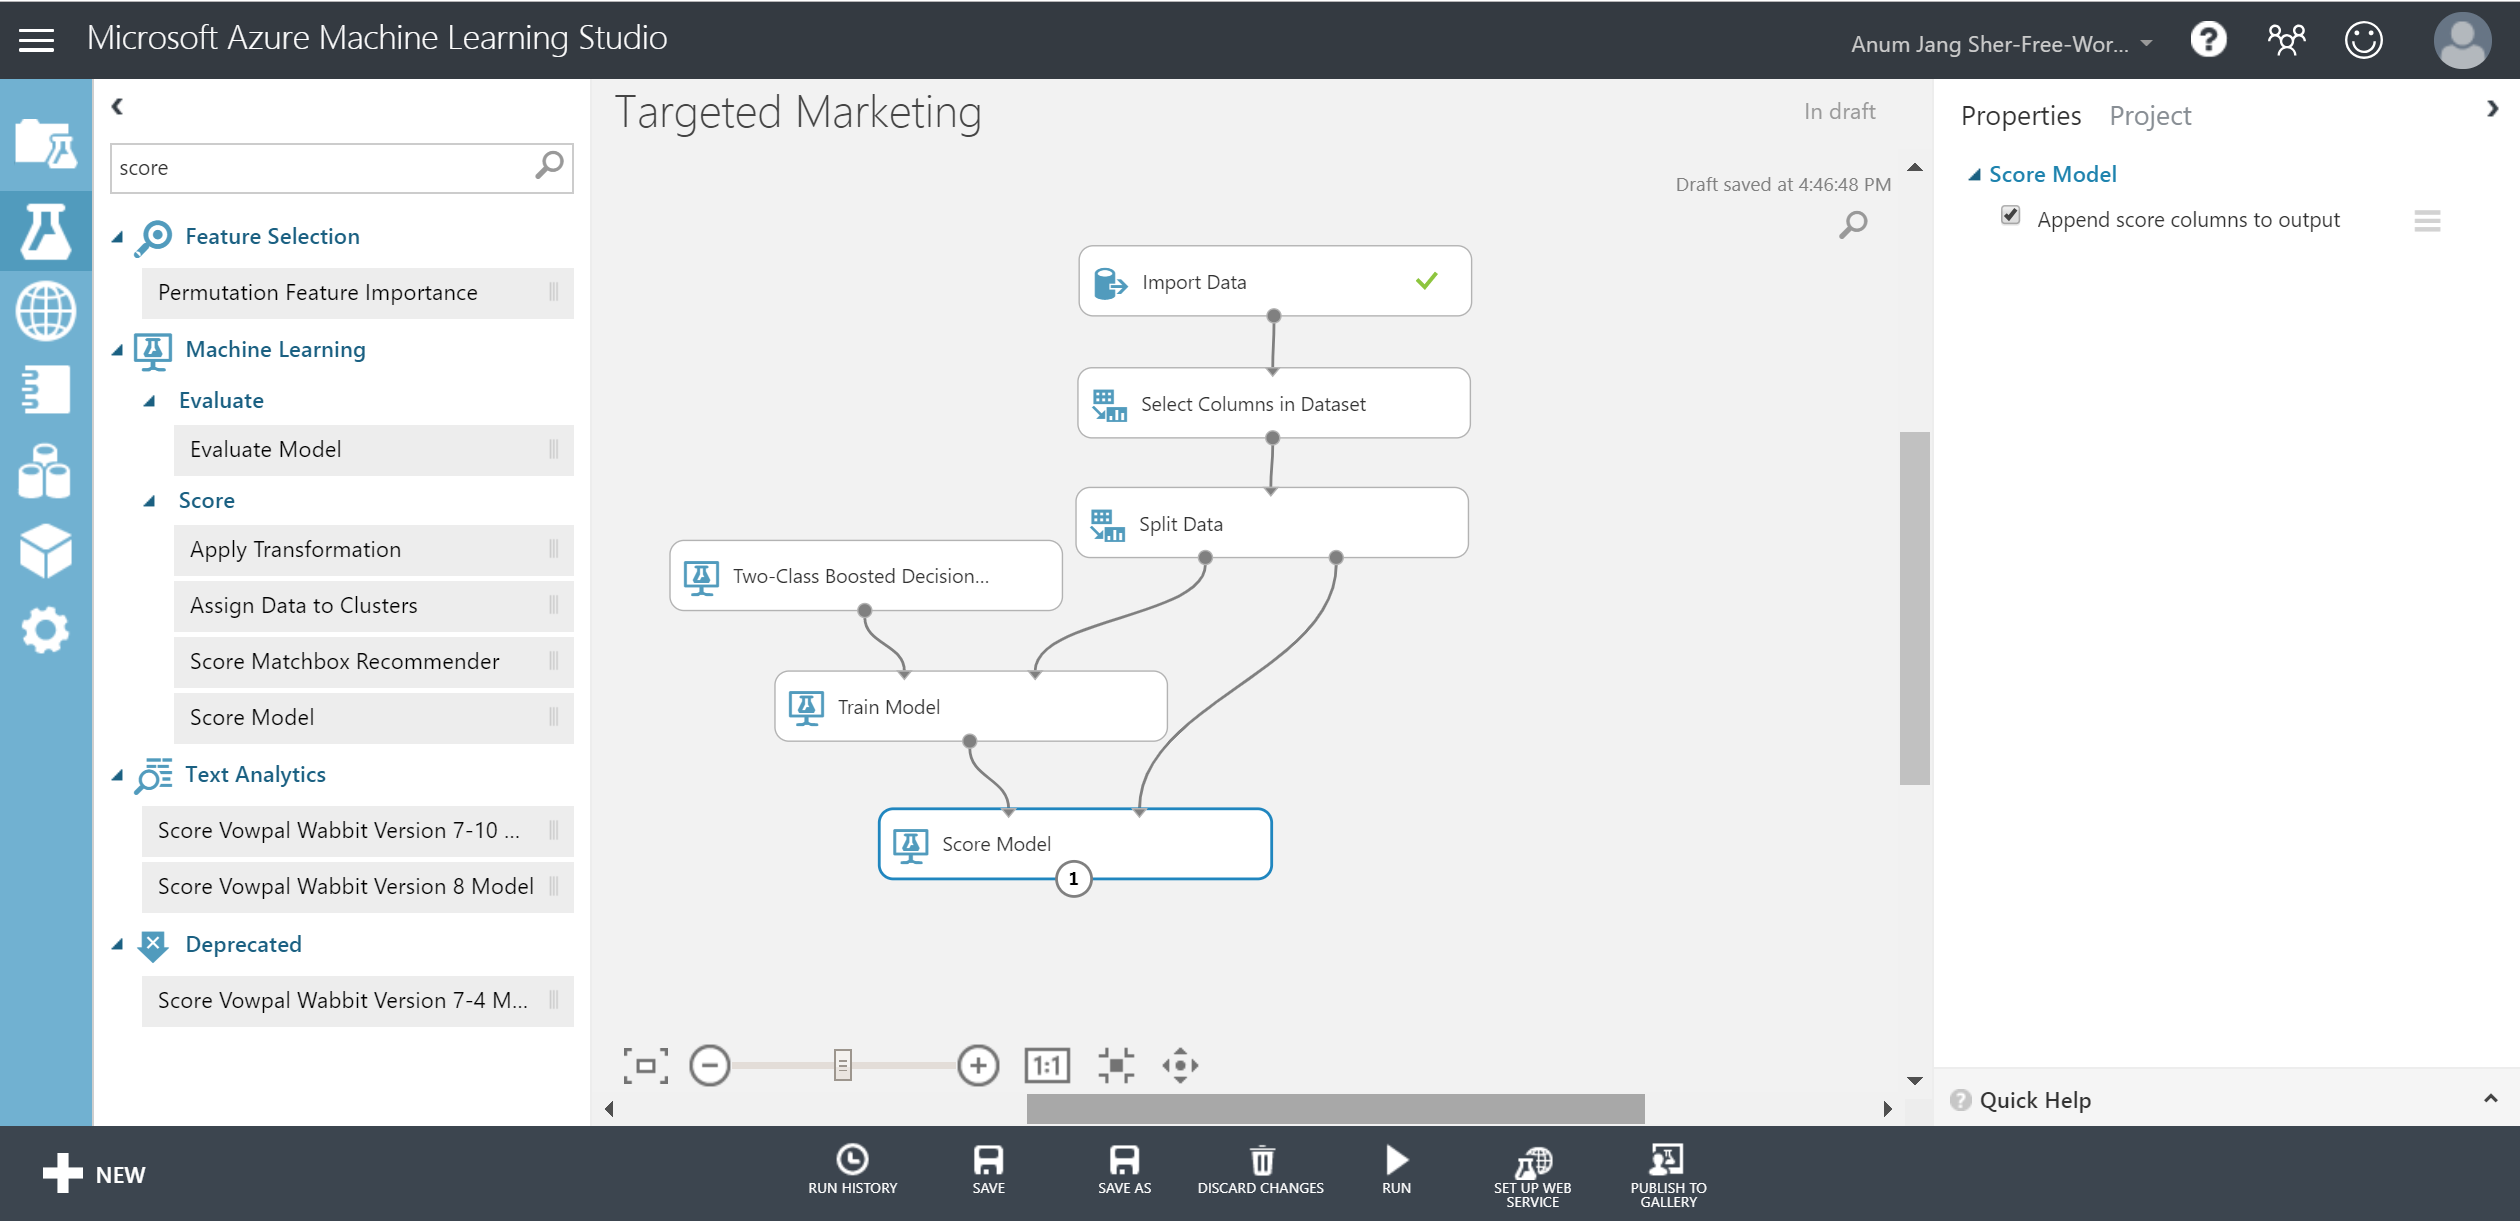 Microsoft Azure Machine Learning Studio
Anum Jang Sher-Free-Wor...
?
score
Feature Selection
Permutation Feature Importance
Machine Learning
Evaluate
Evaluate Model
Score
Apply Transformation
Assign Data to Clusters
Score Matchbox Recommender
Score Model
Text Analytics
Score Vowpal Wabbit Version 7-10 ...
Score Vowpal Wabbit Version 8 Model
Deprecated
Score Vowpal Wabbit Version 7-4 M...
Targeted Marketing
In draft
Draft saved at 4:46:48 PM
Import Data
Select Columns in Dataset
Split Data
Two-Class Boosted Decision...
Train Model
Score Model
1
1:1
Properties
Project
Score Model
Append score columns to output
? Quick Help
NEW
RUN HISTORY
SAVE
SAVE AS
DISCARD CHANGES
RUN
SET UP WEB
SERVICE
PUBLISH TO
GALLERY